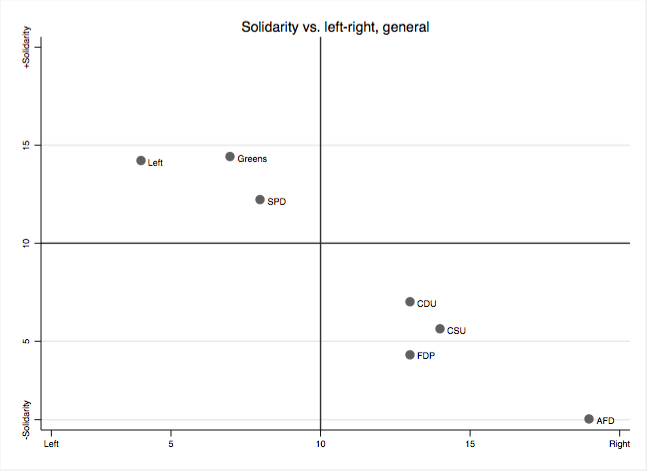 Solidarity vs. left-right, general
+Solidarity
15
10
5
-Solidarity
Left
Greens
SPD
CDU
CSU
FDP
AFD
Left
5
10
15
Right